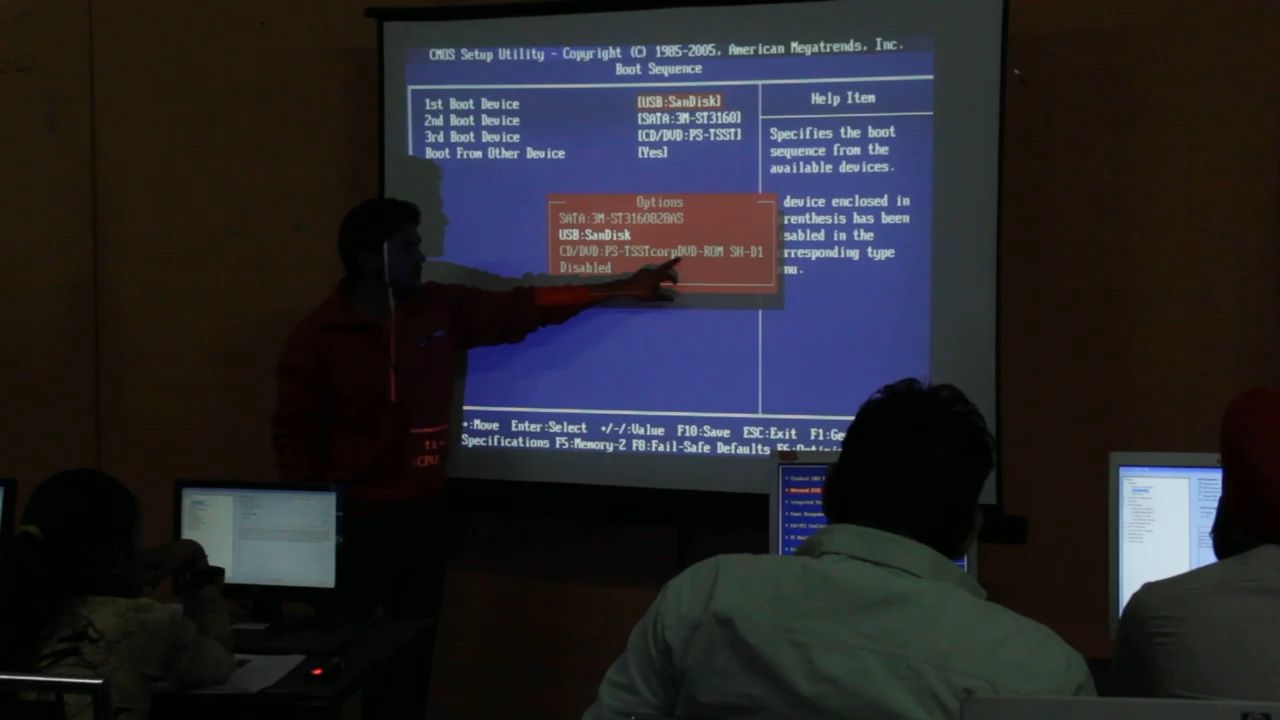 CMOS Setup Utility - Copyright (C) 1985-2005, American Megatrends, Inc.
Boot Sequence
1st Boot Device [USB:SanDisk]
2nd Boot Device [SATA:3M-ST3160]
3rd Boot Device [CD/DVD:PS-TSST]
Boot From Other Device [Yes]
Help Item
Specifies the boot
sequence from the
available devices.
device enclosed in
renthesis has been
sabled in the
rresponding type
nu.
Options
SATA:3M-ST3160828AS
USB:SanDisk
CD/DVD:PS-TSSTcorpDVD-ROM SH-D1
Disabled
:Move Enter:Select +/-/:Value F10:Save ESC:Exit F1:Ge
Specifications F5:Memory-Z F8:Fail-Safe Defaults F6:Optimi